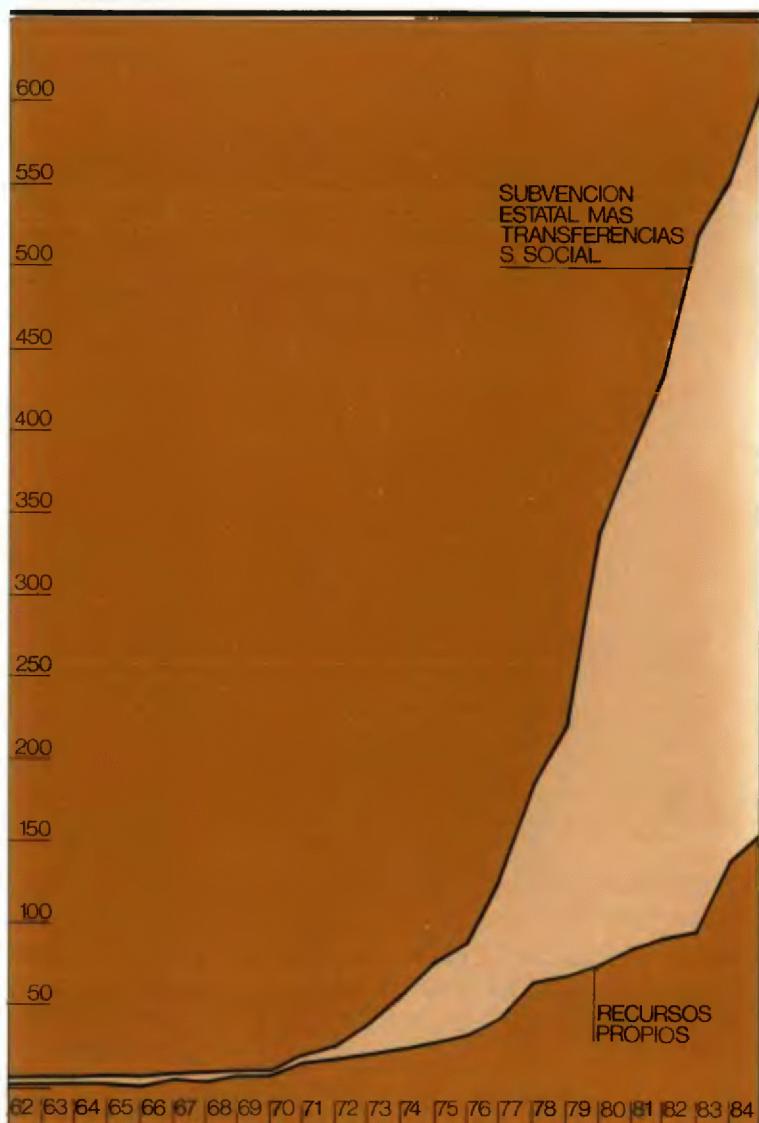 600
550
SUBVENCION
ESTATAL MAS
TRANSFERENCIAS
S. SOCIAL
500
450
400
350
300
250
200
150
100
50
RECURSOS
PROPIOS
62 63 64 65 66 67 68 69 70 71 72 73 74 75 76 77 78 79 80 81 82 83 84